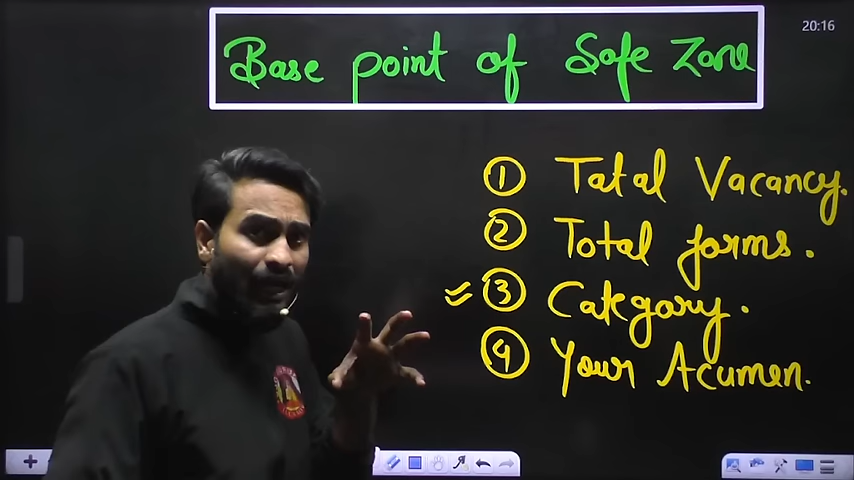 Base point of Safe Zone
20:16
1 Tatal Vacancy.
2 Total forms.
3 Category.
4 Your Acumen.